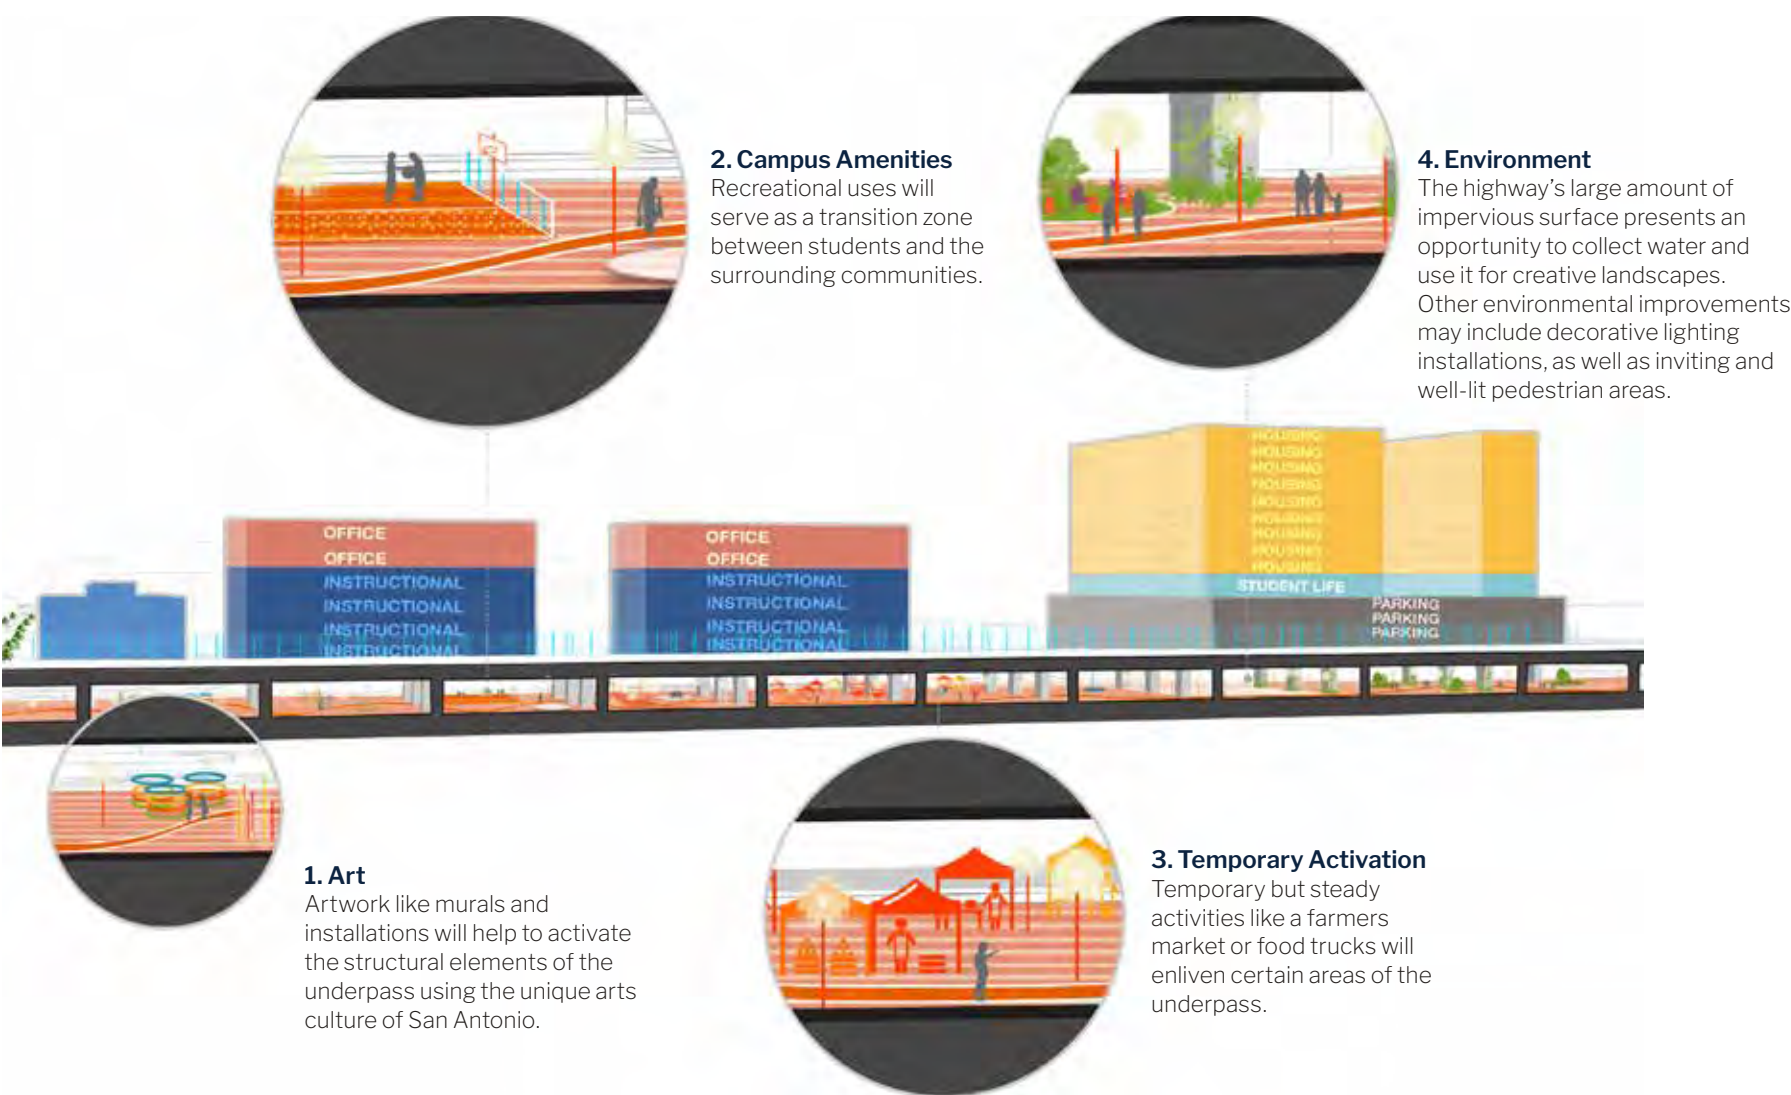 2. Campus Amenities
Recreational uses will
serve as a transition zone
between students and the
surrounding communities.
4. Environment
The highway’s large amount of
impervious surface presents an
opportunity to collect water and
use it for creative landscapes.
Other environmental improvements
may include decorative lighting
installations, as well as inviting and
well-lit pedestrian areas.
OFFICE
OFFICE
INSTRUCTIONAL
INSTRUCTIONAL
INSTRUCTIONAL
INSTRUCTIONAL
OFFICE
OFFICE
INSTRUCTIONAL
INSTRUCTIONAL
INSTRUCTIONAL
INSTRUCTIONAL
HOUSING
HOUSING
HOUSING
HOUSING
HOUSING
HOUSING
HOUSING
HOUSING
HOUSING
STUDENT LIFE
PARKING
PARKING
PARKING
1. Art
Artwork like murals and
installations will help to activate
the structural elements of the
underpass using the unique arts
culture of San Antonio.
3. Temporary Activation
Temporary but steady
activities like a farmers
market or food trucks will
enliven certain areas of the
underpass.